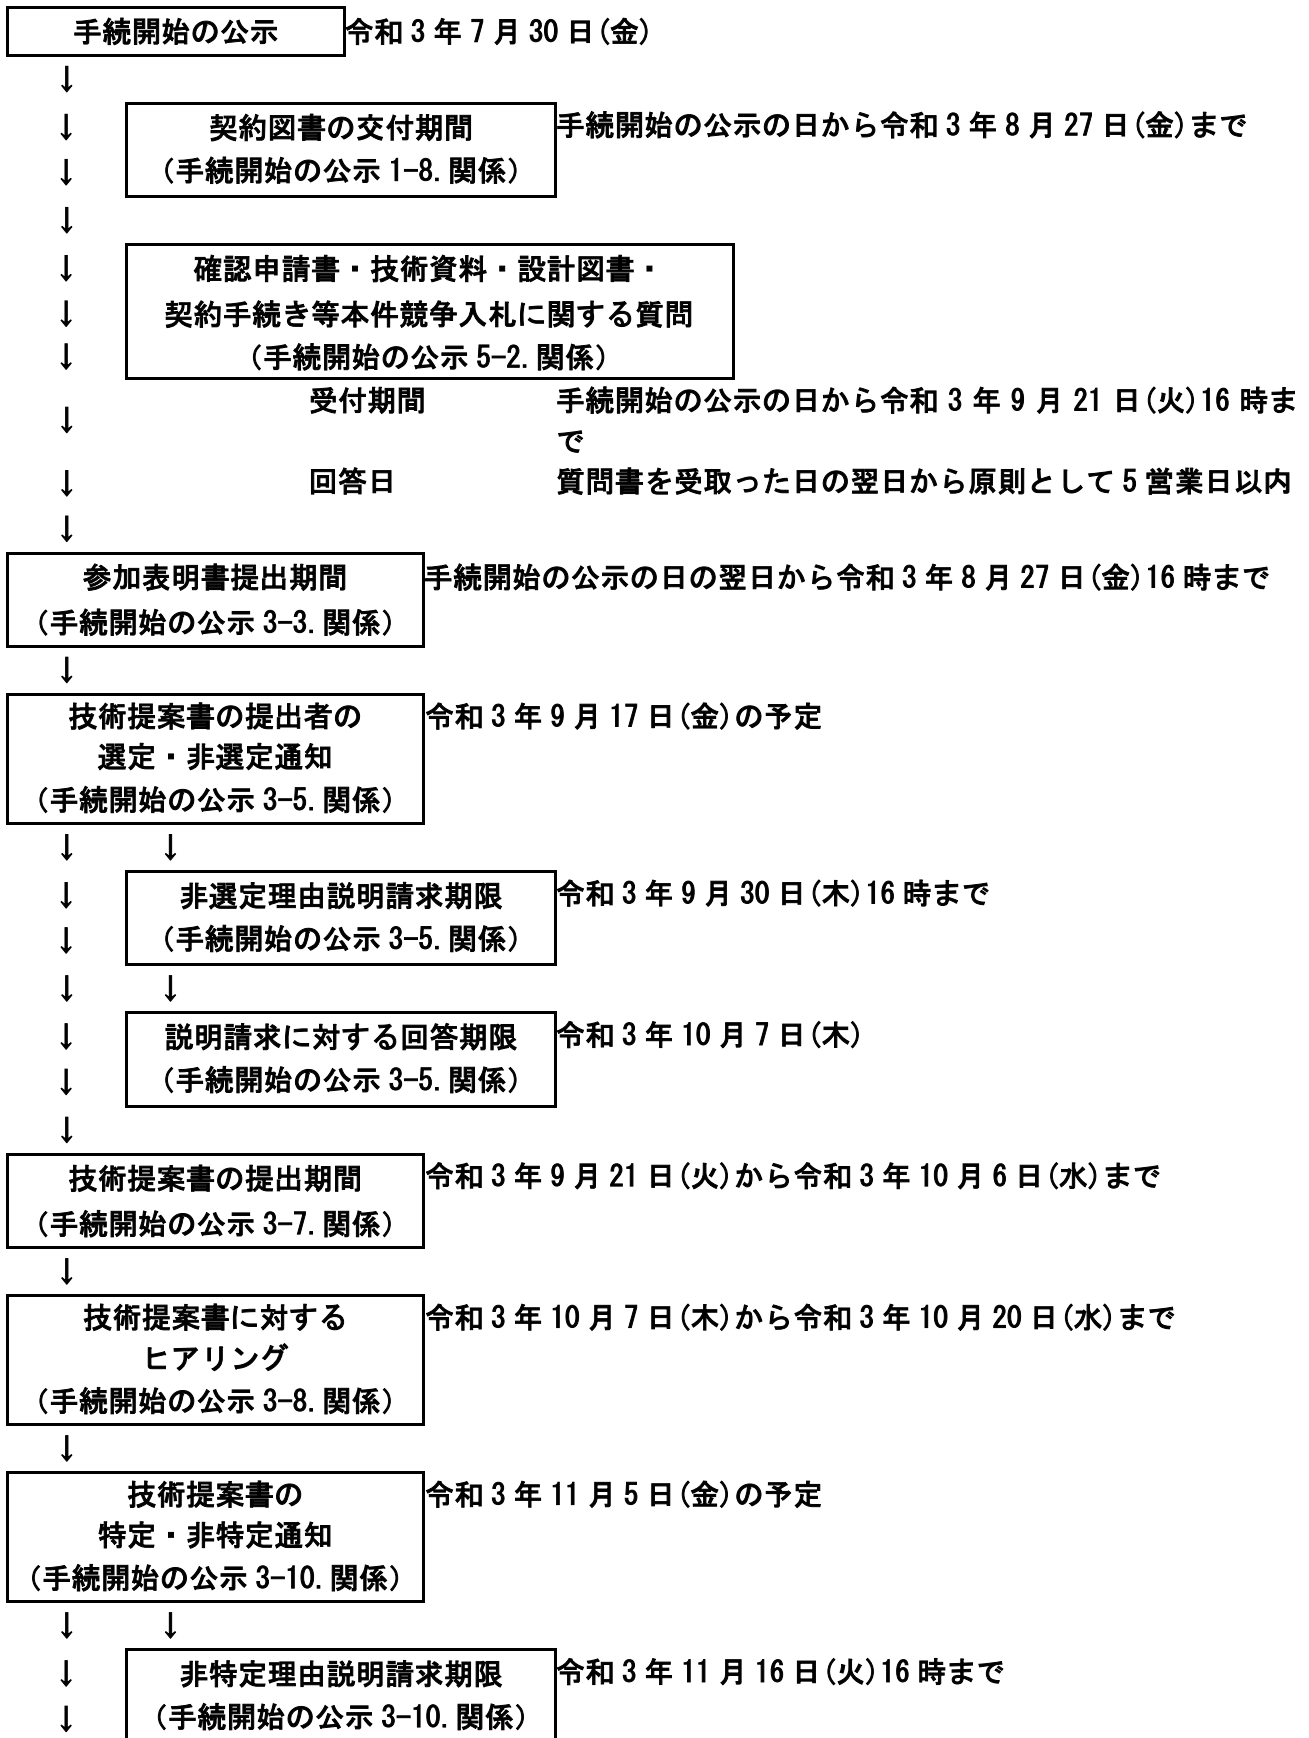 手続開始の公示 令和3年7月30日(金)
↓
↓ 契約図書の交付期間 手続開始の公示の日から令和3年8月27日(金)まで
↓ (手続開始の公示1-8.関係)
↓
↓ 確認申請書・技術資料・設計図書・
↓ 契約手続き等本件競争入札に関する質問
↓ (手続開始の公示5-2.関係)
↓ 受付期間 手続開始の公示の日から令和3年9月21日(火)16時ま
で
↓ 回答日 質問書を受取った日の翌日から原則として5営業日以内
↓
参加表明書提出期間 手続開始の公示の日の翌日から令和3年8月27日(金)16時まで
(手続開始の公示3-3.関係)
↓
技術提案書の提出者の 令和3年9月17日(金)の予定
選定・非選定通知
(手続開始の公示3-5.関係)
↓ ↓
↓ 非選定理由説明請求期限 令和3年9月30日(木)16時まで
↓ (手続開始の公示3-5.関係)
↓ ↓
↓ 説明請求に対する回答期限 令和3年10月7日(木)
↓ (手続開始の公示3-5.関係)
↓
技術提案書の提出期間 令和3年9月21日(火)から令和3年10月6日(水)まで
(手続開始の公示3-7.関係)
↓
技術提案書に対する 令和3年10月7日(木)から令和3年10月20日(水)まで
ヒアリング
(手続開始の公示3-8.関係)
↓
技術提案書の 令和3年11月5日(金)の予定
特定・非特定通知
(手続開始の公示3-10.関係)
↓ ↓
↓ 非特定理由説明請求期限 令和3年11月16日(火)16時まで
↓ (手続開始の公示3-10.関係)